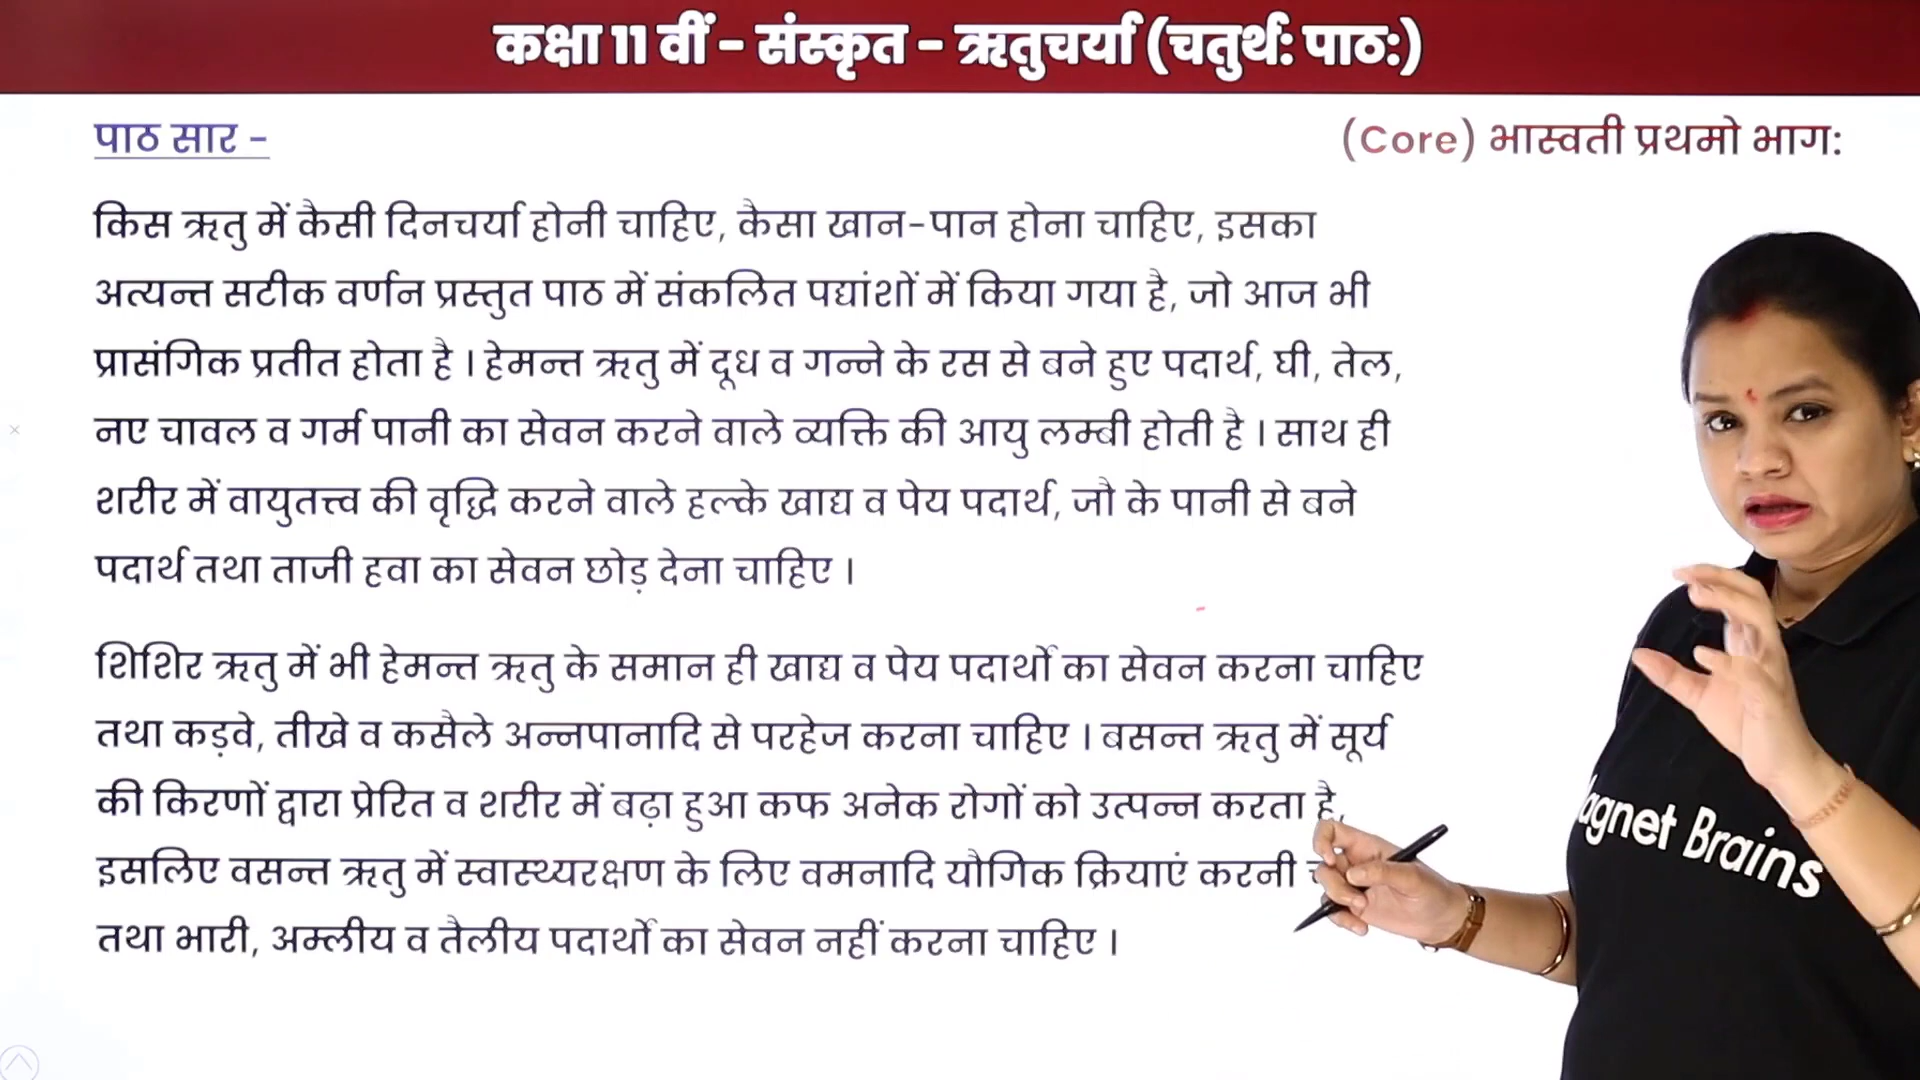 कक्षा 11 वीं - संस्कृत - ऋतुचर्या (चतुर्थ: पाठ:)
पाठ सार -
(Core) भास्वती प्रथमो भाग:
किस ऋतु में कैसी दिनचर्या होनी चाहिए, कैसा खान-पान होना चाहिए, इसका
अत्यन्त सटीक वर्णन प्रस्तुत पाठ में संकलित पद्यांशों में किया गया है, जो आज भी
प्रासंगिक प्रतीत होता है । हेमन्त ऋतु में दूध व गन्ने के रस से बने हुए पदार्थ, घी, तेल,
नए चावल व गर्म पानी का सेवन करने वाले व्यक्ति की आयु लम्बी होती है । साथ ही
शरीर में वायुतत्त्व की वृद्धि करने वाले हल्के खाद्य व पेय पदार्थ, जौ के पानी से बने
पदार्थ तथा ताजी हवा का सेवन छोड़ देना चाहिए ।
शिशिर ऋतु में भी हेमन्त ऋतु के समान ही खाद्य व पेय पदार्थों का सेवन करना चाहिए
तथा कड़वे, तीखे व कसैले अन्नपानादि से परहेज करना चाहिए । बसन्त ऋतु में सूर्य
की किरणों द्वारा प्रेरित व शरीर में बढ़ा हुआ कफ अनेक रोगों को उत्पन्न करता है,
इसलिए वसन्त ऋतु में स्वास्थ्यरक्षण के लिए वमनादि यौगिक क्रियाएं करनी
तथा भारी, अम्लीय व तैलीय पदार्थों का सेवन नहीं करना चाहिए ।
agnet Brains